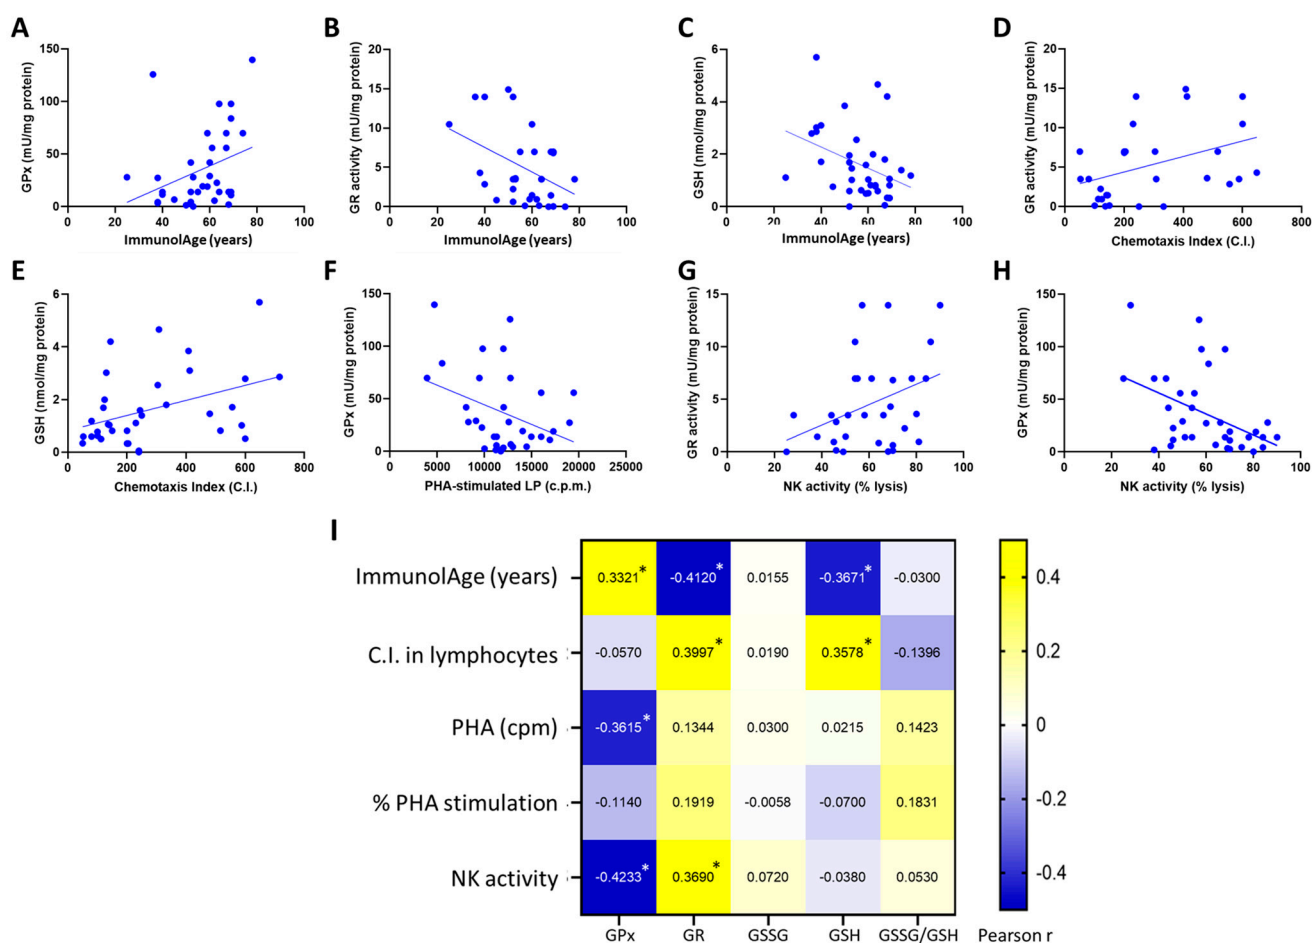 A
GPx (mU/mg protein)
150
100
50
0
0 20 40 60 80 100
ImmunolAge (years)
B
GR activity (mU/mg protein)
20
15
10
5
0
0 20 40 60 80 100
ImmunolAge (years)
C
GSH (nmol/mg protein)
6
4
2
0
0 20 40 60 80 100
ImmunolAge (years)
D
GR activity (mU/mg protein)
20
15
10
5
0
0 200 400 600 800
Chemotaxis Index (C.I.)
E
GSH (nmol/mg protein)
6
4
2
0
0 200 400 600 800
Chemotaxis Index (C.I.)
F
GPx (mU/mg protein)
150
100
50
0
0 5000 10000 15000 20000 25000
PHA-stimulated LP (c.p.m.)
G
GR activity (mU/mg protein)
15
10
5
0
0 20 40 60 80 100
NK activity (% lysis)
H
GPx (mU/mg protein)
150
100
50
0
0 20 40 60 80 100
NK activity (% lysis)
I
ImmunolAge (years) 0.3321* -0.4120* 0.0155 -0.3671* -0.0300
C.I. in lymphocytes -0.0570 0.3997* 0.0190 0.3578* -0.1396
PHA (cpm) -0.3615* 0.1344 0.0300 0.0215 0.1423
% PHA stimulation -0.1140 0.1919 -0.0058 -0.0700 0.1831
NK activity -0.4233* 0.3690* 0.0720 -0.0380 0.0530
GPx GR GSSG GSH GSSG/GSH Pearson r
0.4
0.2
0
-0.2
-0.4